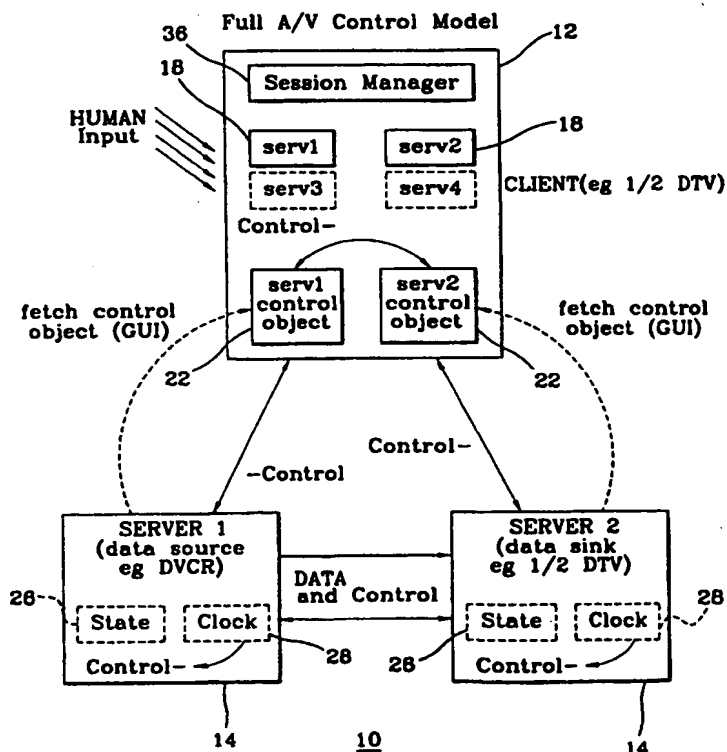 Full A/V Control Model
36
12
Session Manager
18
HUMAN
Input
18
serv1
serv2
serv3
serv4
CLIENT(eg 1/2 DTV)
Control-
serv1
control
object
serv2
control
object
fetch control
object (GUI)
fetch control
object (GUI)
22
22
-Control
Control-
SERVER 1
(data source
eg DVCR)
SERVER 2
(data sink
eg 1/2 DTV)
DATA
and Control
26
State
Clock
State
Clock
28
Control-
28
26
Control-
14
10
14